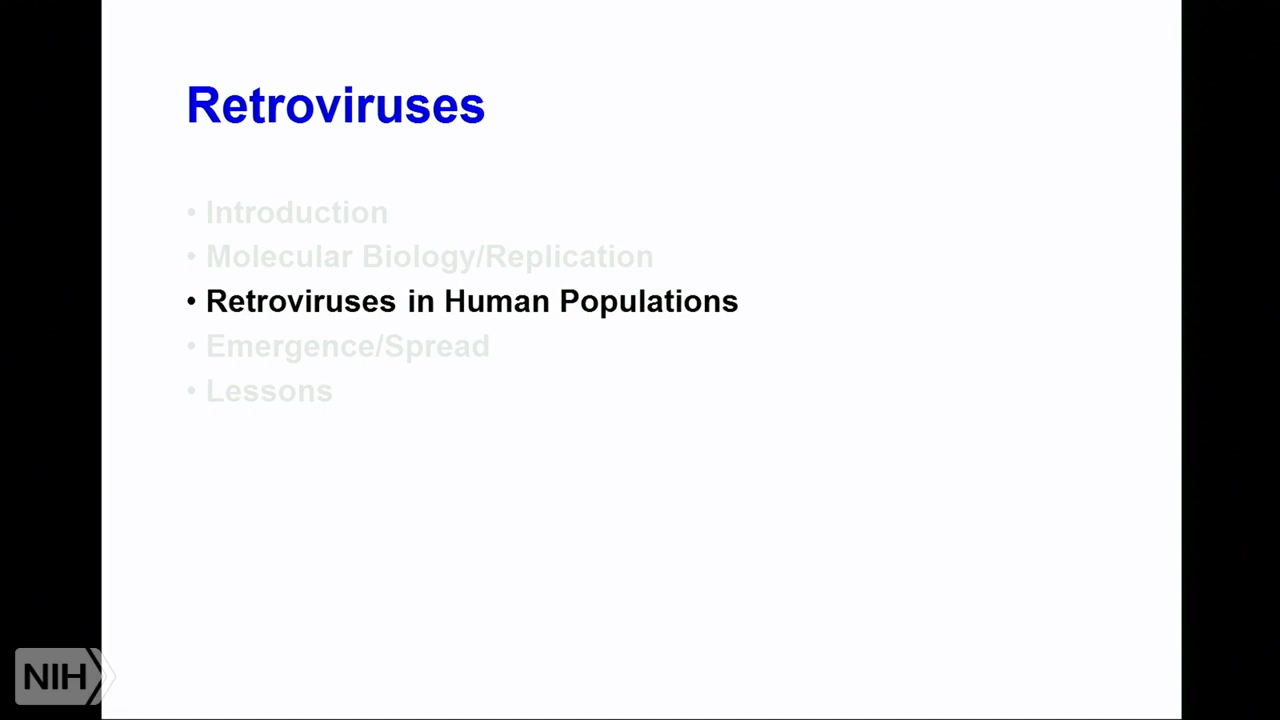 Retroviruses
• Introduction
• Molecular Biology/Replication
• Retroviruses in Human Populations
• Emergence/Spread
• Lessons
NIH